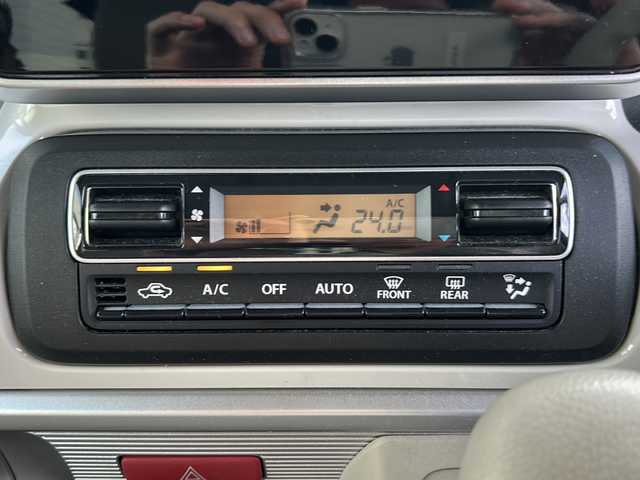 A/C
24.0
A/C OFF AUTO FRONT REAR